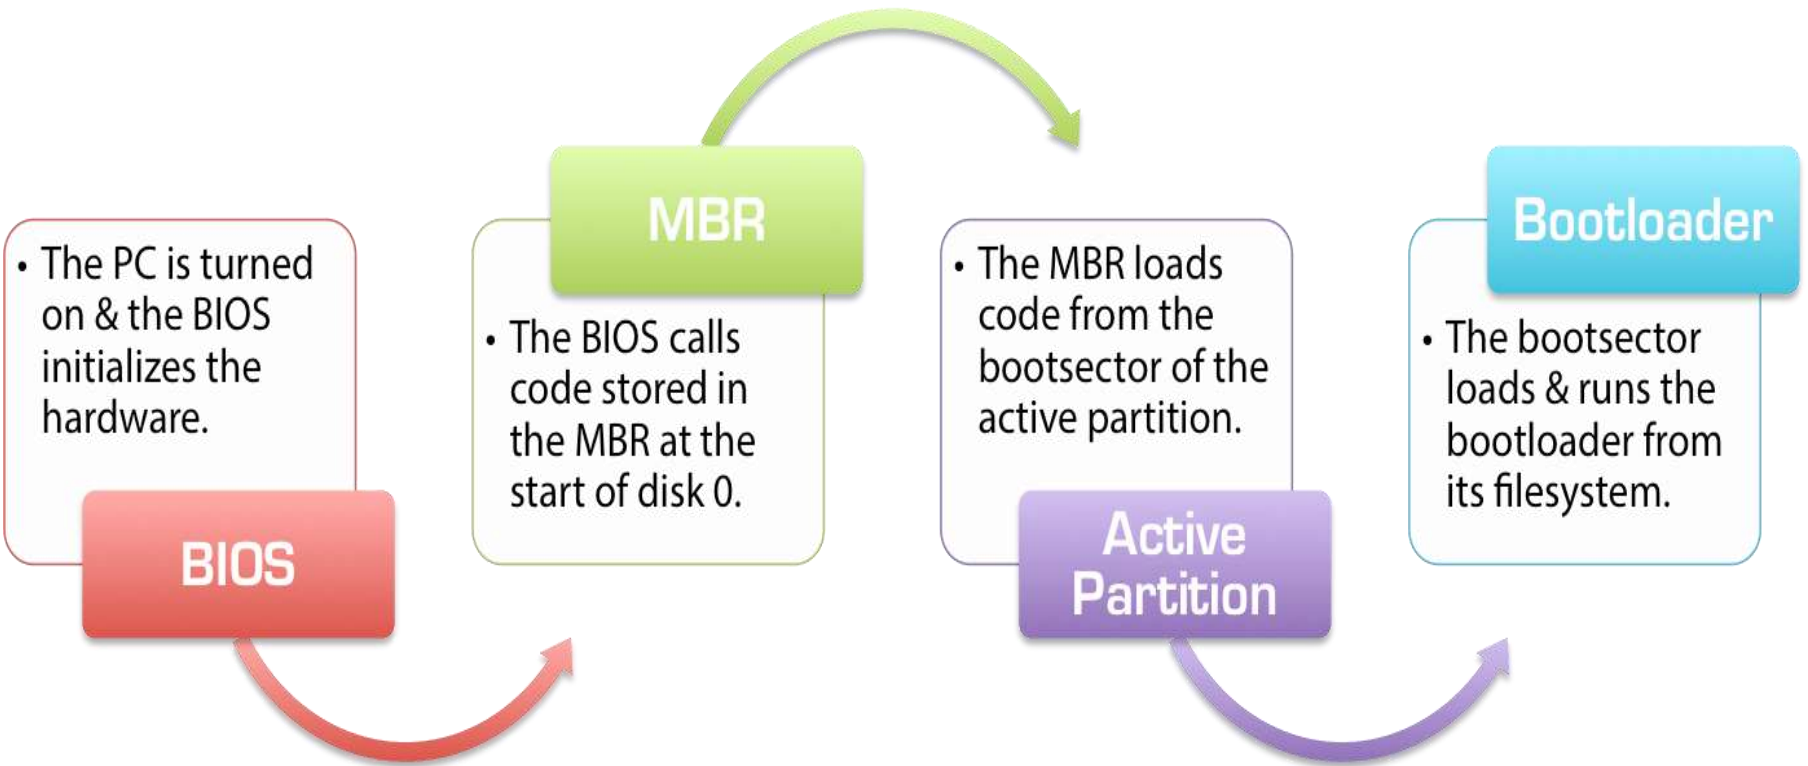 • The PC is turned
on & the BIOS
initializes the
hardware.
BIOS
MBR
• The BIOS calls
code stored in
the MBR at the
start of disk 0.
• The MBR loads
code from the
bootsector of the
active partition.
Active
Partition
Bootloader
• The bootsector
loads & runs the
bootloader from
its filesystem.